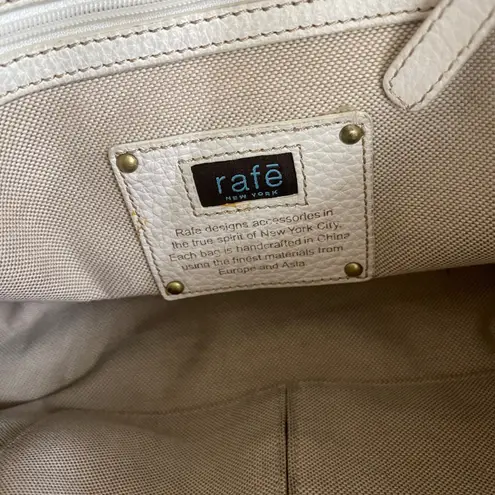 rafē
NEW YORK
Rafe designs accessories in
the true spirit of New York City.
Each bag is handcrafted in China
using the finest materials from
Europe and Asia